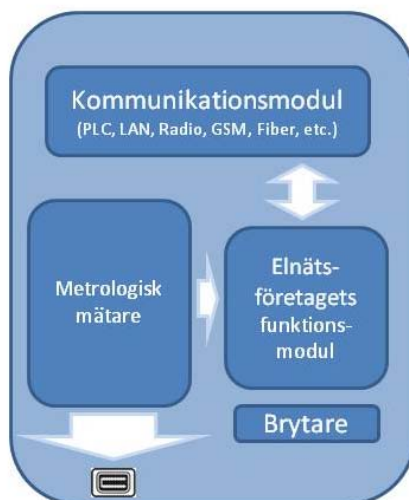 Kommunikationsmodul
(PLC, LAN, Radio, GSM, Fiber, etc.)
Metrologisk
mätare
Elnäts-
företagets
funktions-
modul
Brytare